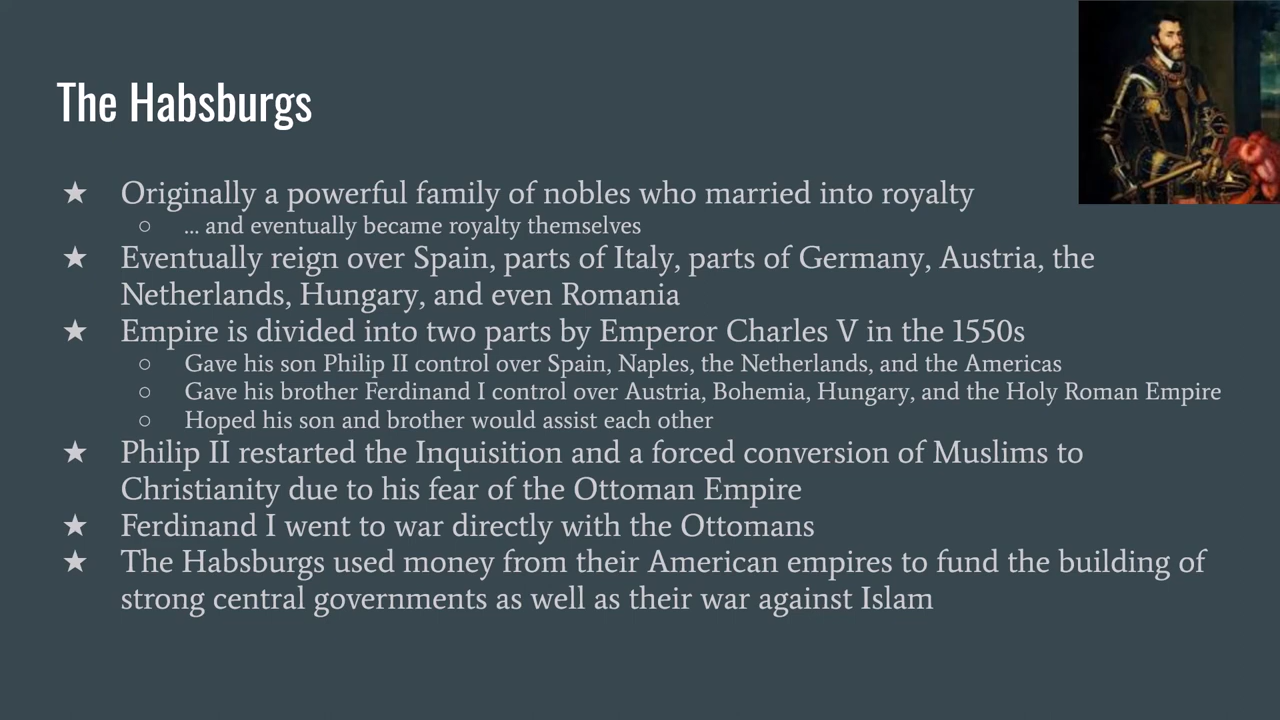 The Habsburgs
★ Originally a powerful family of nobles who married into royalty
○ ... and eventually became royalty themselves
★ Eventually reign over Spain, parts of Italy, parts of Germany, Austria, the
Netherlands, Hungary, and even Romania
★ Empire is divided into two parts by Emperor Charles V in the 1550s
○ Gave his son Philip II control over Spain, Naples, the Netherlands, and the Americas
○ Gave his brother Ferdinand I control over Austria, Bohemia, Hungary, and the Holy Roman Empire
○ Hoped his son and brother would assist each other
★ Philip II restarted the Inquisition and a forced conversion of Muslims to
Christianity due to his fear of the Ottoman Empire
★ Ferdinand I went to war directly with the Ottomans
★ The Habsburgs used money from their American empires to fund the building of
strong central governments as well as their war against Islam